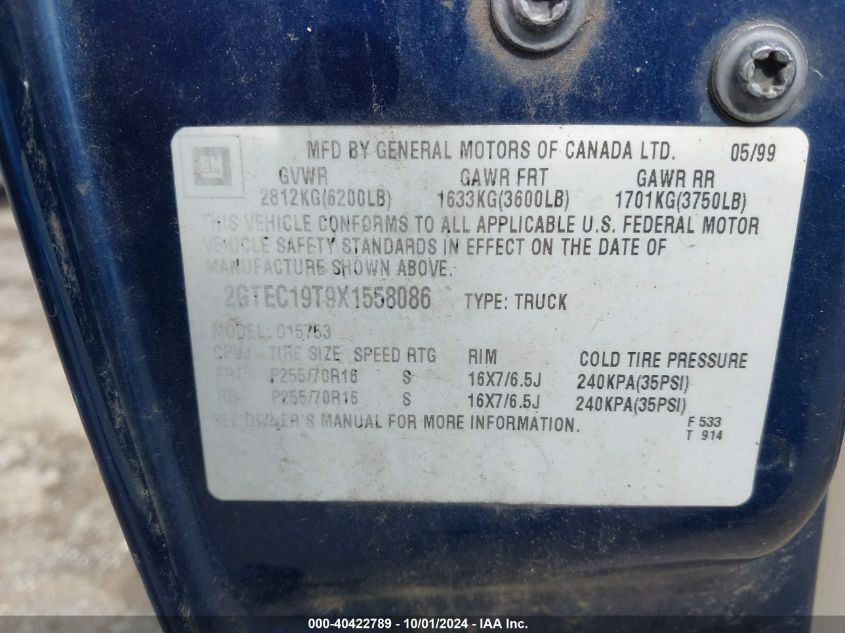 GM
MFD BY GENERAL MOTORS OF CANADA LTD. 05/99
GVWR GAWR FRT GAWR RR
2812KG(6200LB) 1633KG(3600LB) 1701KG(3750LB)
THIS VEHICLE CONFORMS TO ALL APPLICABLE U.S. FEDERAL MOTOR
VEHICLE SAFETY STANDARDS IN EFFECT ON THE DATE OF
MANUFACTURE SHOWN ABOVE.
2GTEC19T9X1558086 TYPE: TRUCK
MODEL: C15753
TIRE SIZE SPEED RTG RIM COLD TIRE PRESSURE
FRT P255/70R16 S 16X7/6.5J 240KPA(35PSI)
P255/70R16 S 16X7/6.5J 240KPA(35PSI)
SEE OWNER'S MANUAL FOR MORE INFORMATION.
F 533
T 914
000-40422789 - 10/01/2024 - IAA Inc.